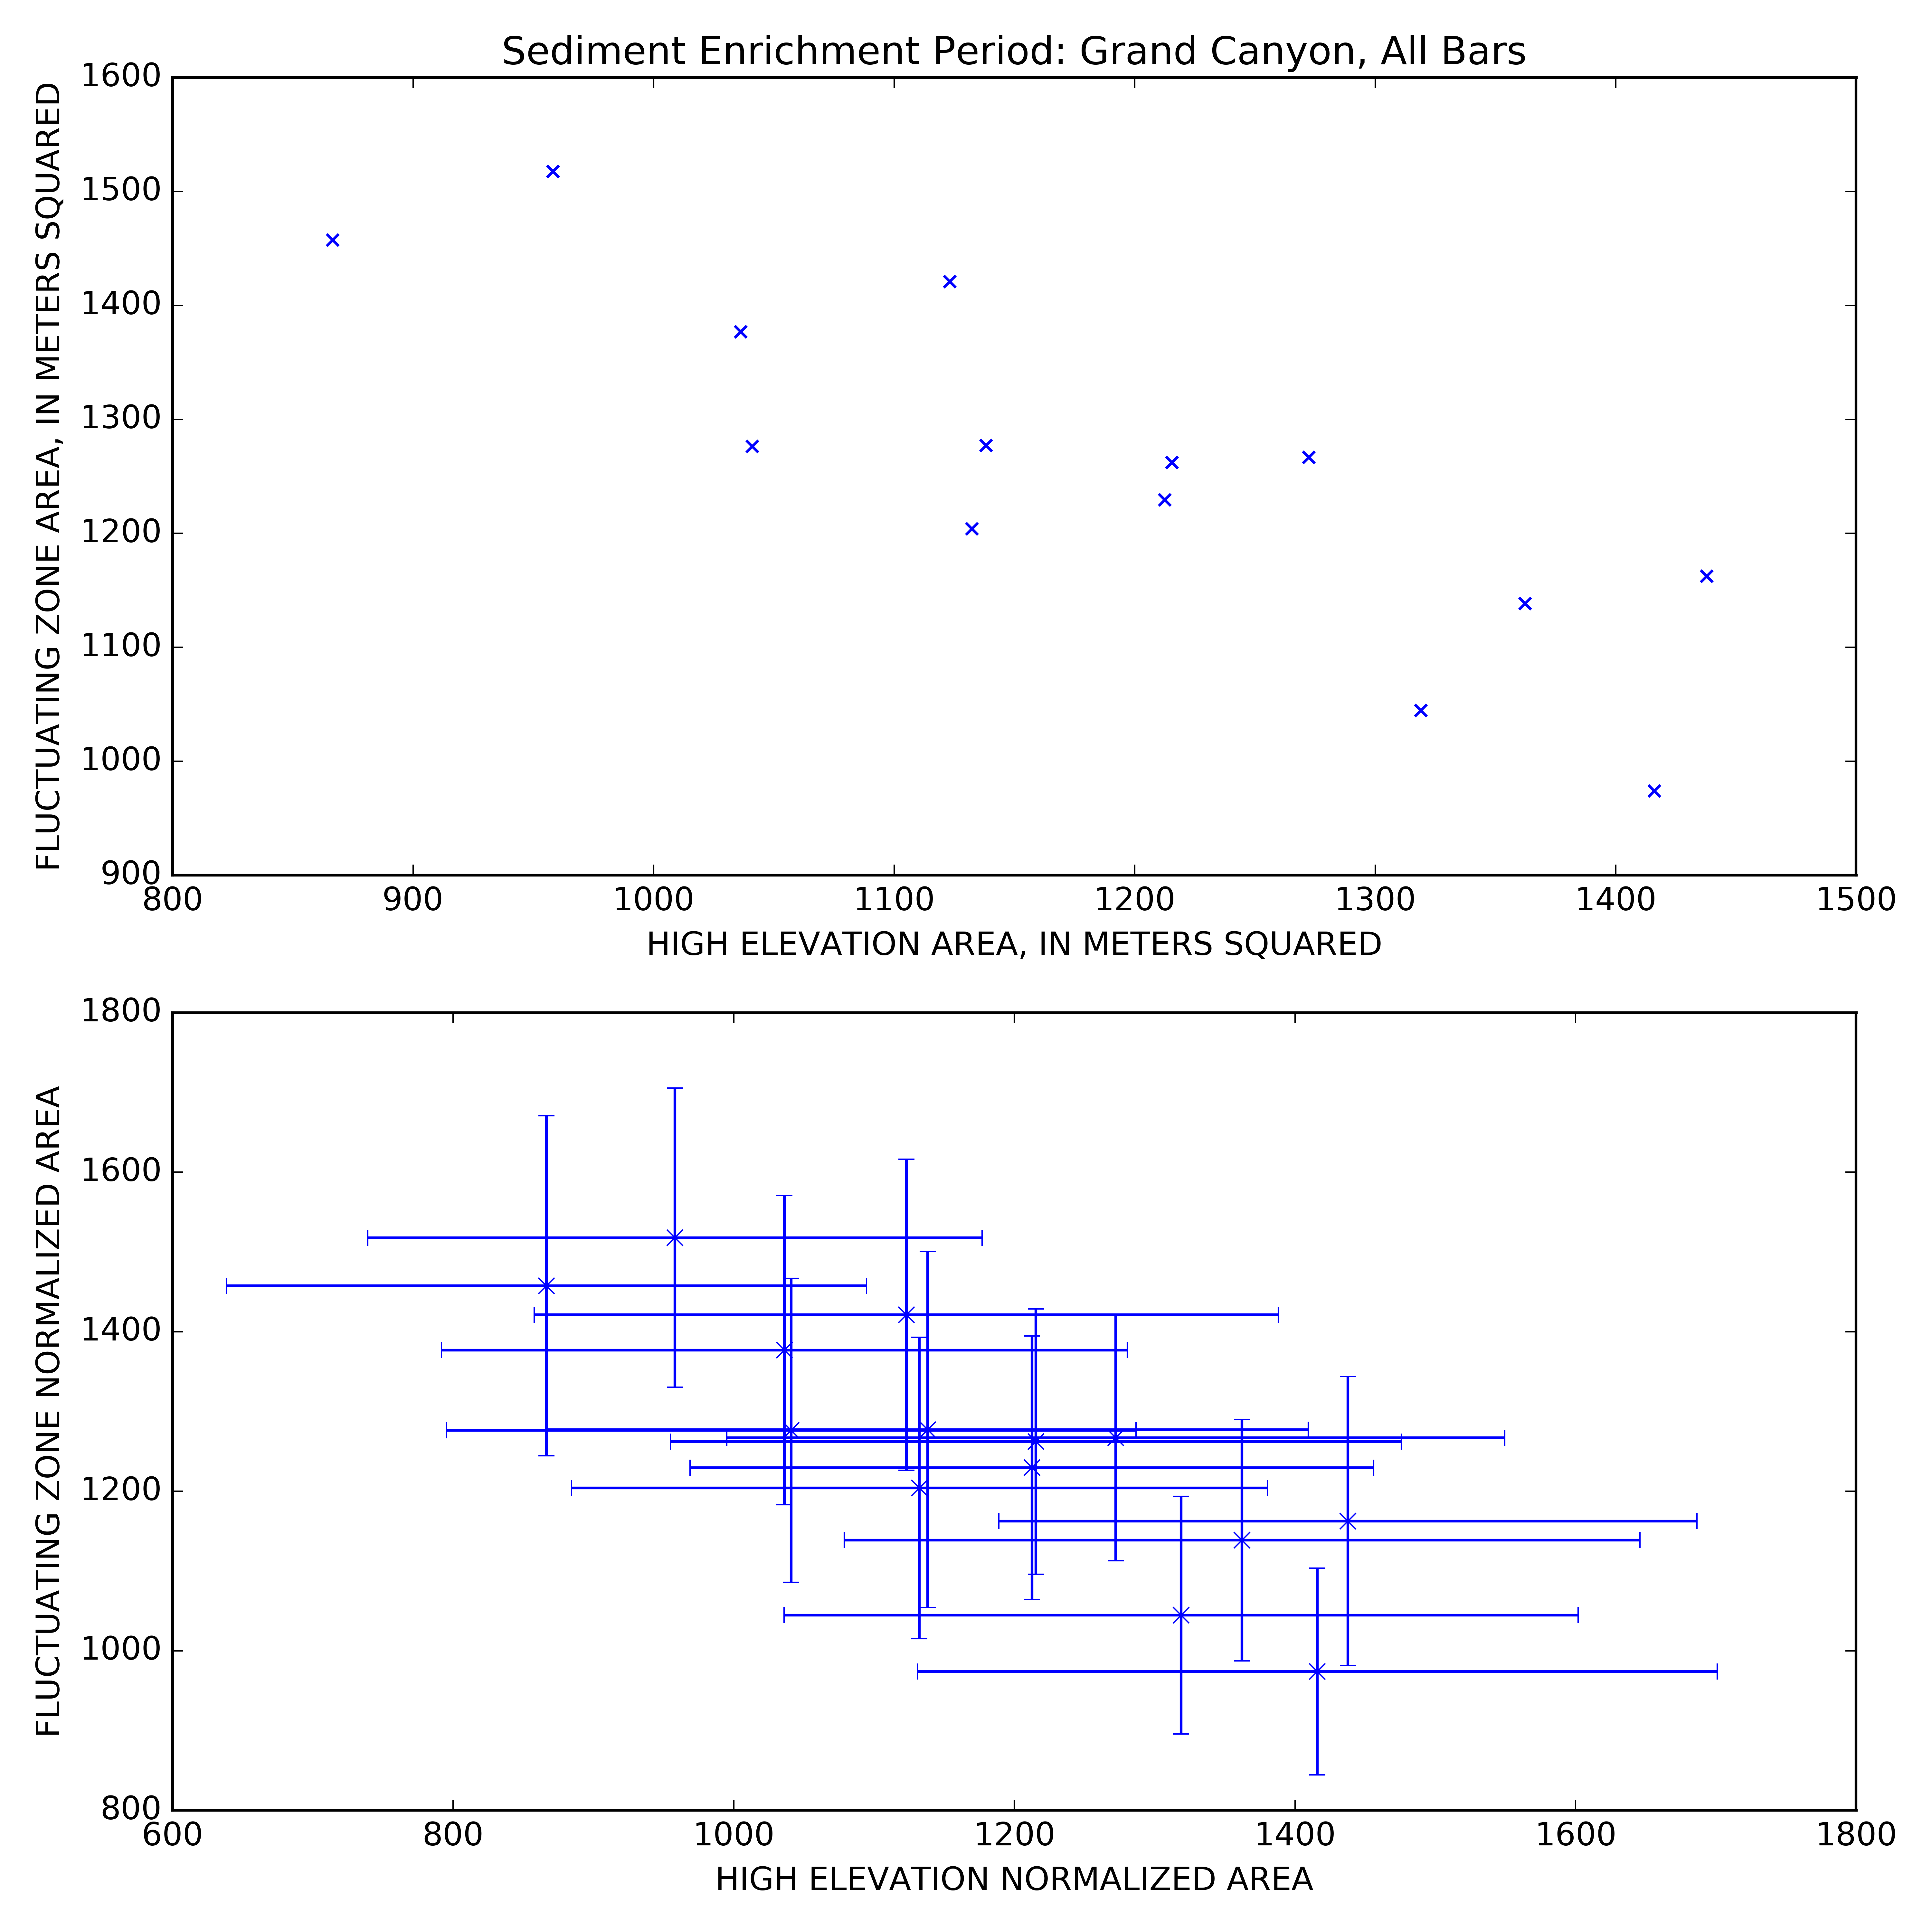 Sediment Enrichment Period: Grand Canyon, All Bars
FLUCTUATING ZONE AREA, IN METERS SQUARED
1600
1500
1400
1300
1200
1100
1000
900
800 900 1000 1100 1200 1300 1400 1500
HIGH ELEVATION AREA, IN METERS SQUARED
FLUCTUATING ZONE NORMALIZED AREA
1800
1600
1400
1200
1000
800
600 800 1000 1200 1400 1600 1800
HIGH ELEVATION NORMALIZED AREA